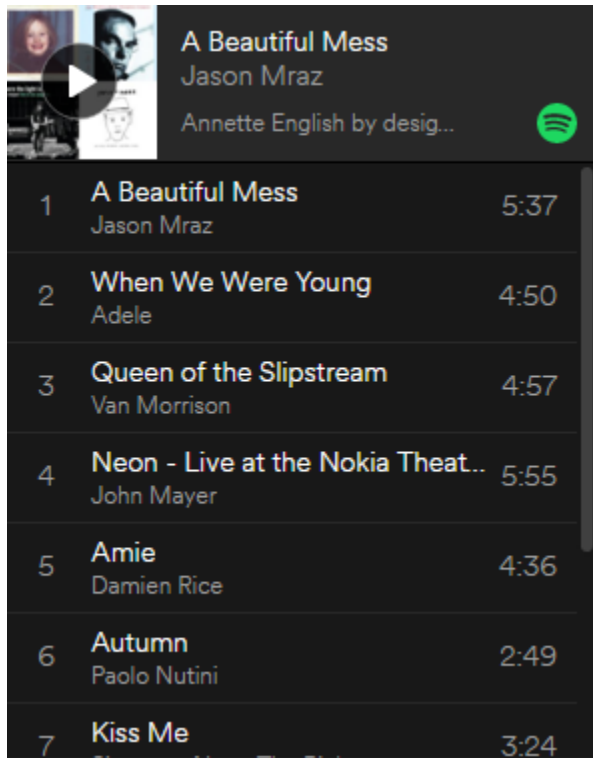 A Beautiful Mess
Jason Mraz
Annette English by desig...
1 A Beautiful Mess 5:37
Jason Mraz
2 When We Were Young 4:50
Adele
3 Queen of the Slipstream 4:57
Van Morrison
4 Neon - Live at the Nokia Theat... 5:55
John Mayer
5 Amie 4:36
Damien Rice
6 Autumn 2:49
Paolo Nutini
7 Kiss Me 3:24